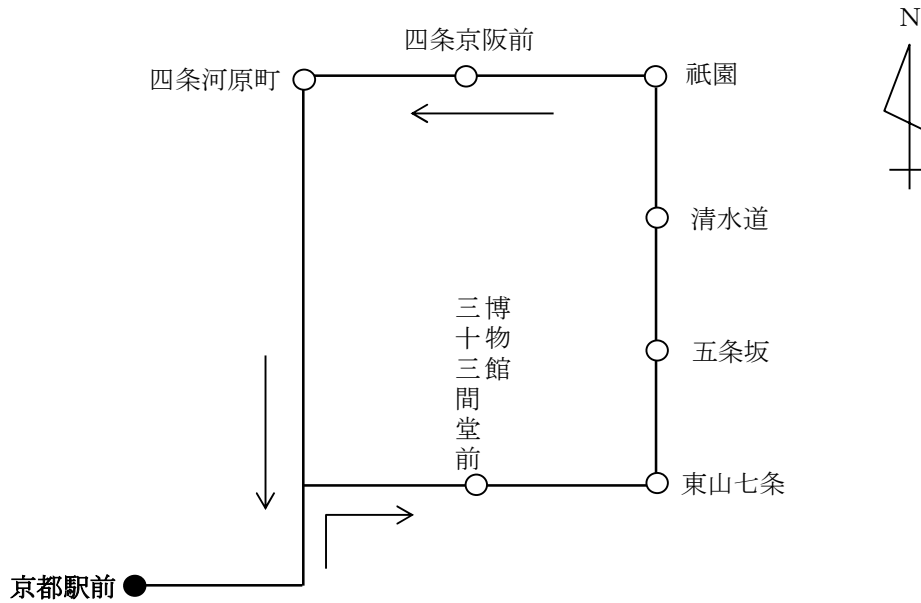 N
四条京阪前
四条河原町
祇園
清水道
博物館
三十三間堂前
五条坂
東山七条
京都駅前